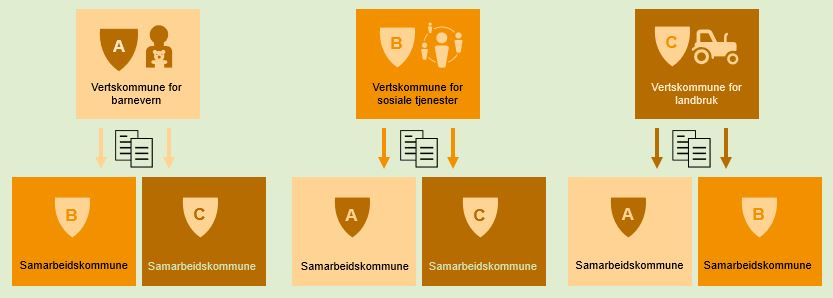 A
Vertskommune for
barnevern
B
Vertskommune for
sosiale tjenester
C
Vertskommune for
landbruk
B
Samarbeidskommune
C
Samarbeidskommune
A
Samarbeidskommune
C
Samarbeidskommune
A
Samarbeidskommune
B
Samarbeidskommune